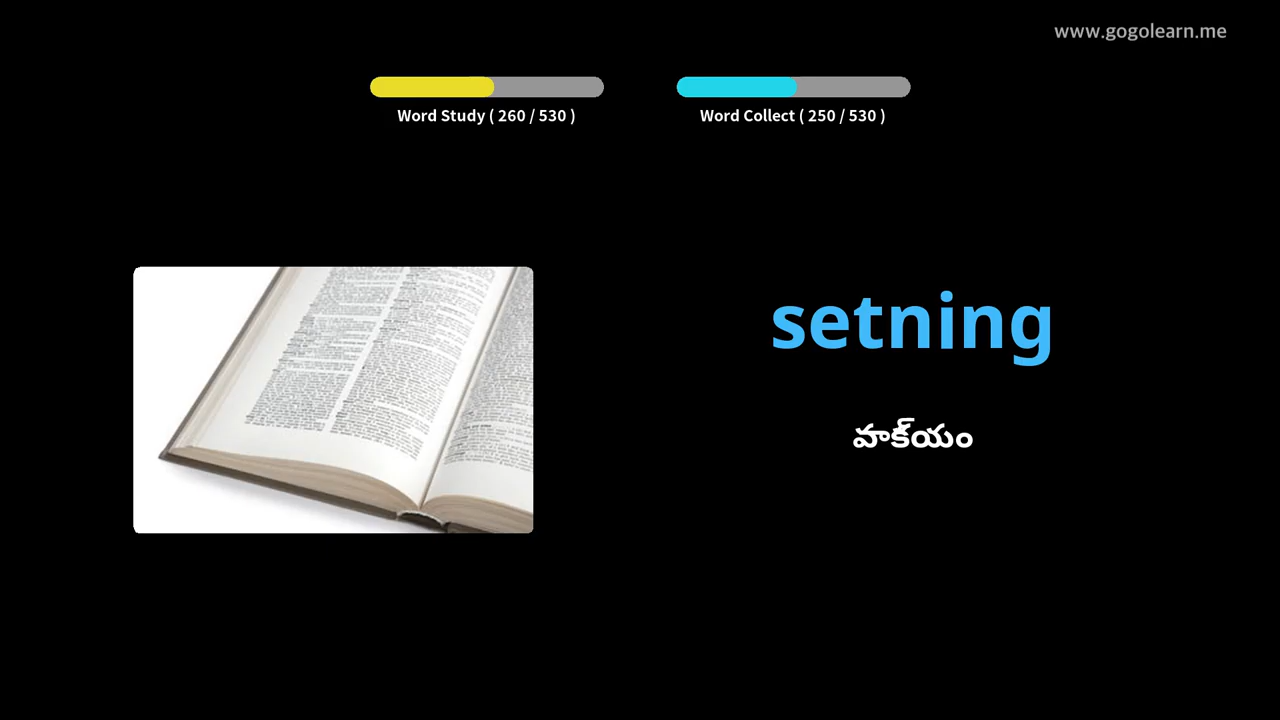 www.gogolearn.me
Word Study ( 260 / 530 )
Word Collect ( 250 / 530 )
setning
వాక్యం